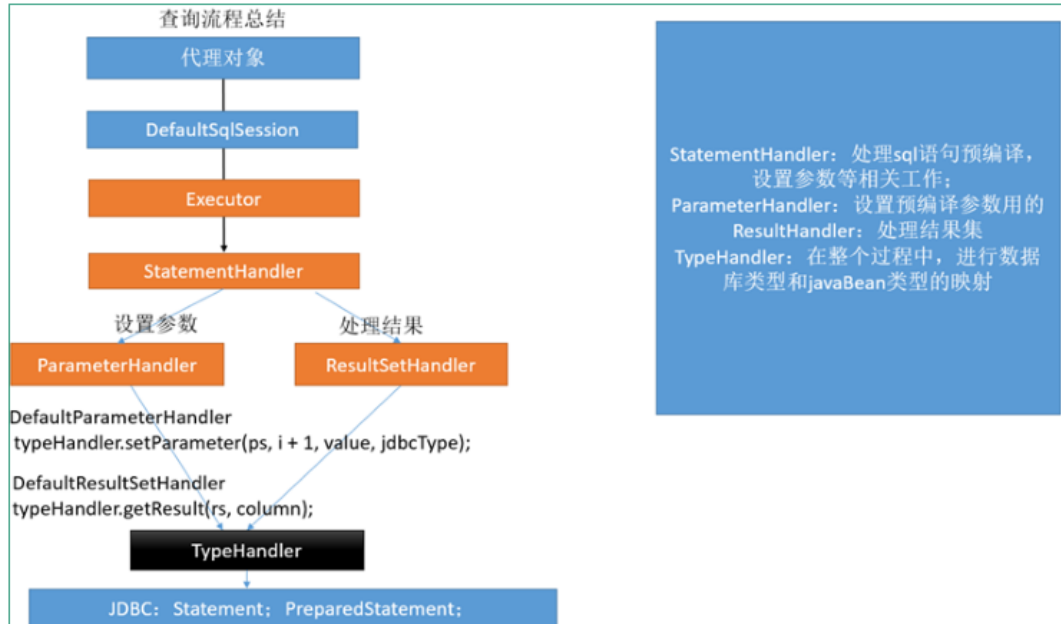 查询流程总结
代理对象
DefaultSqlSession
Executor
StatementHandler
设置参数
处理结果
ParameterHandler
ResultSetHandler
DefaultParameterHandler
typeHandler.setParameter(ps, i + 1, value, jdbcType);
DefaultResultSetHandler
typeHandler.getResult(rs, column);
TypeHandler
JDBC：Statement；PreparedStatement；
StatementHandler：处理sql语句预编译，
设置参数等相关工作；
ParameterHandler：设置预编译参数用的
ResultHandler：处理结果集
TypeHandler：在整个过程中，进行数据
库类型和javaBean类型的映射